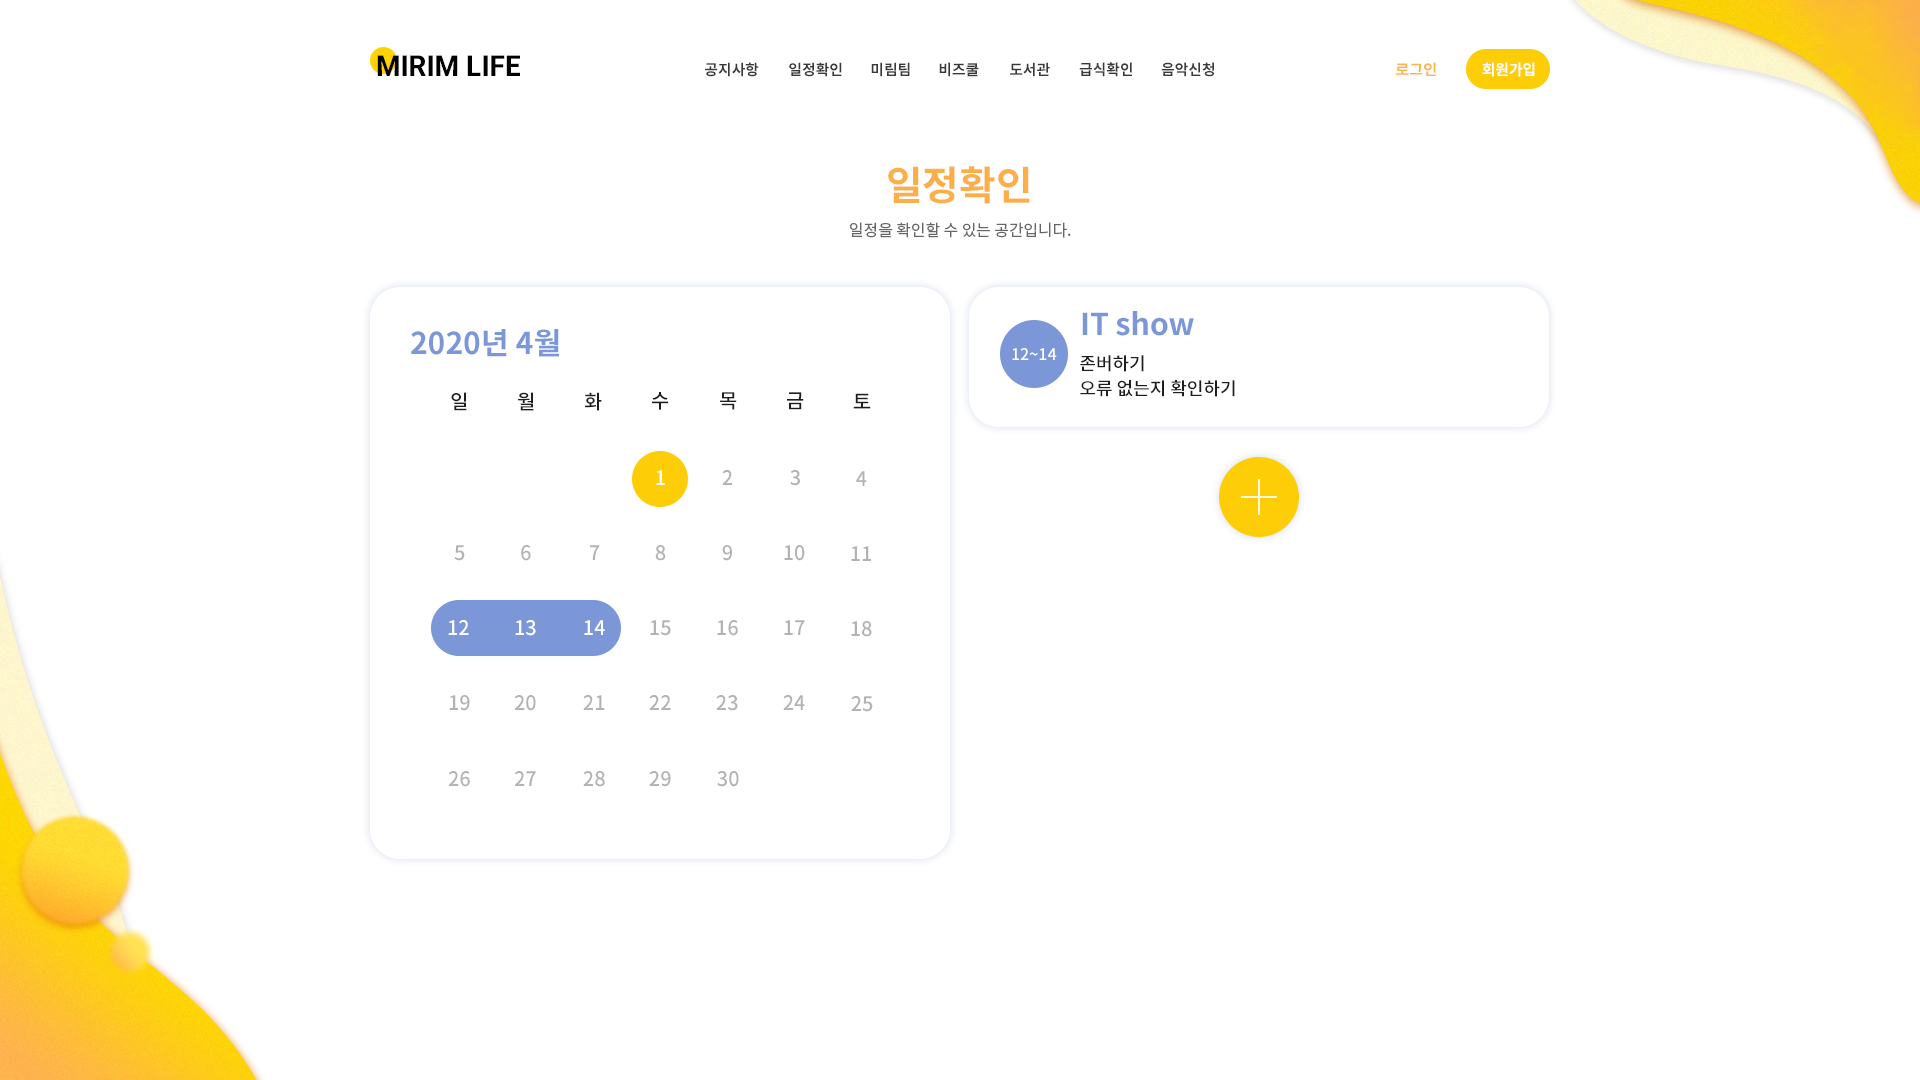 MIRIM LIFE
공지사항 일정확인 미림팀 비즈쿨 도서관 급식확인 음악신청
로그인 회원가입
일정확인
일정을 확인할 수 있는 공간입니다.
2020년 4월
일 월 화 수 목 금 토
1 2 3 4
5 6 7 8 9 10 11
12 13 14 15 16 17 18
19 20 21 22 23 24 25
26 27 28 29 30
12~14
IT show
존버하기
오류 없는지 확인하기